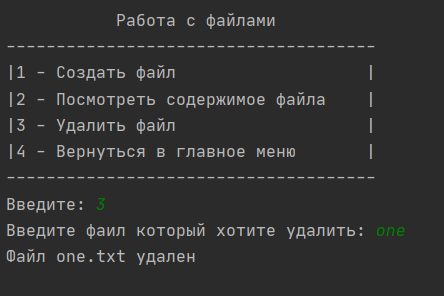 Работа с файлами
-------------------------------------
|1 - Создать файл                   |
|2 - Посмотреть содержимое файла    |
|3 - Удалить файл                   |
|4 - Вернуться в главное меню       |
-------------------------------------
Введите: 3
Введите фаил который хотите удалить: one
Файл one.txt удален